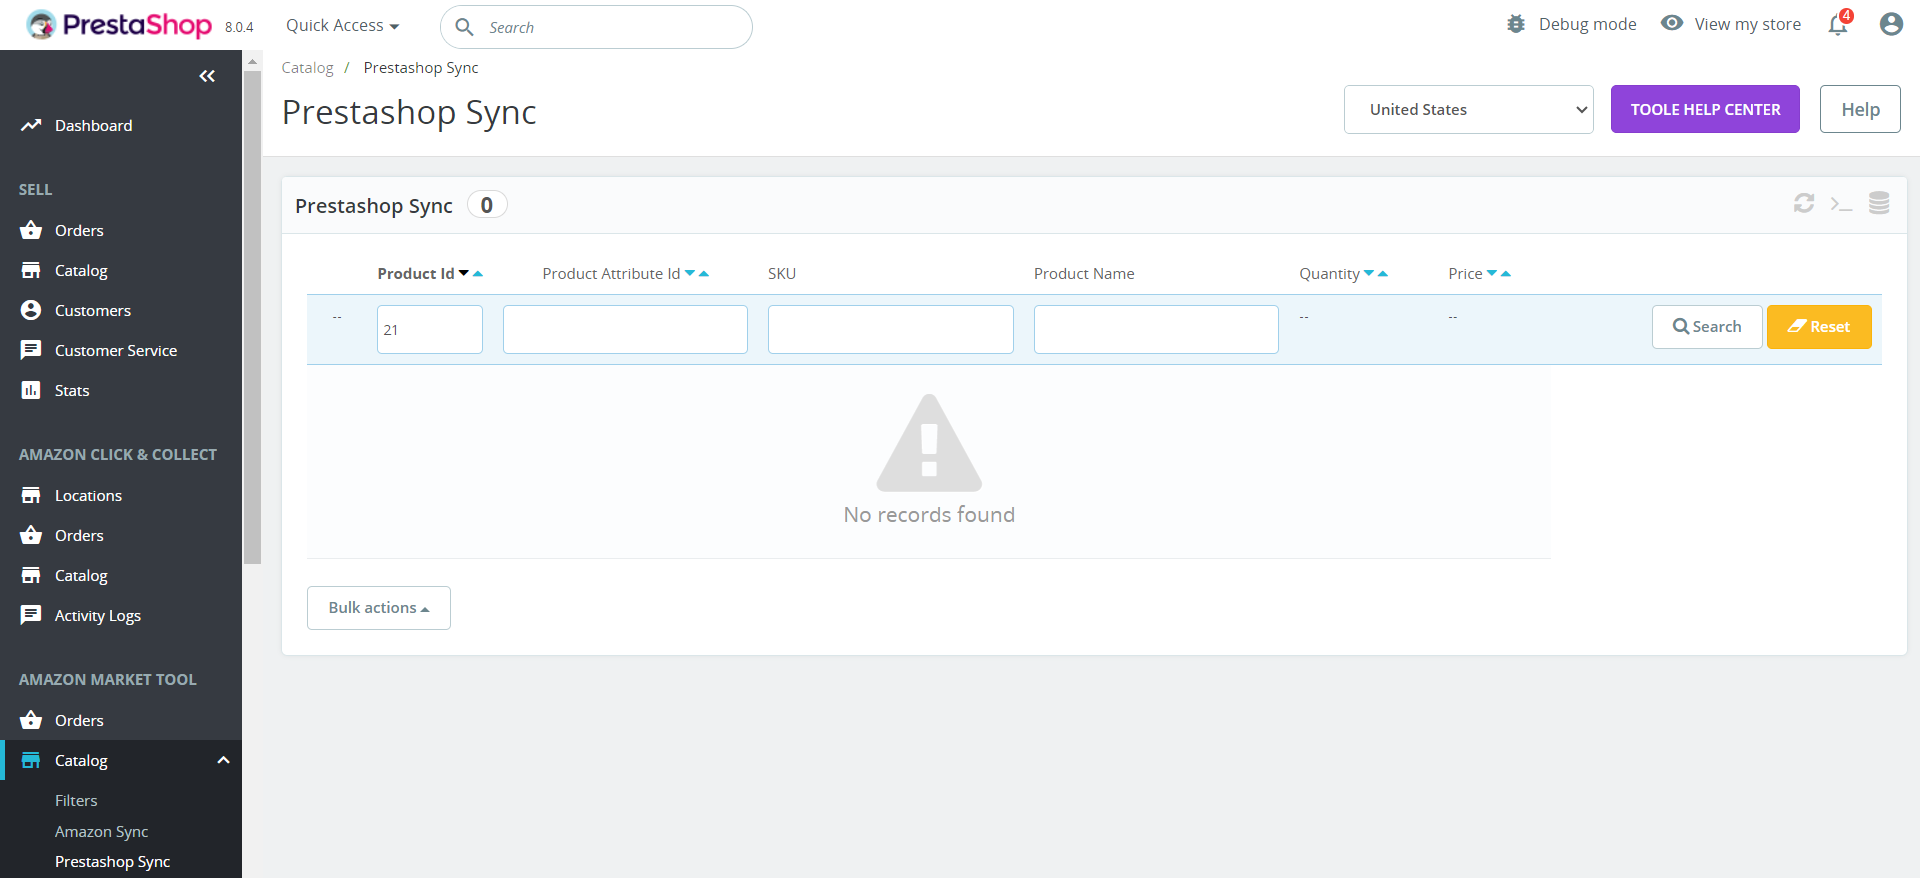 PrestaShop 8.0.4
Quick Access
Search
Debug mode
View my store
4
Dashboard
SELL
Orders
Catalog
Customers
Customer Service
Stats
AMAZON CLICK & COLLECT
Locations
Orders
Catalog
Activity Logs
AMAZON MARKET TOOL
Orders
Catalog
Filters
Amazon Sync
Prestashop Sync
Catalog / Prestashop Sync
Prestashop Sync
United States
TOOLE HELP CENTER
Help
Prestashop Sync 0
Product Id Product Attribute Id SKU Product Name Quantity Price
-- 21 -- -- Search Reset
No records found
Bulk actions